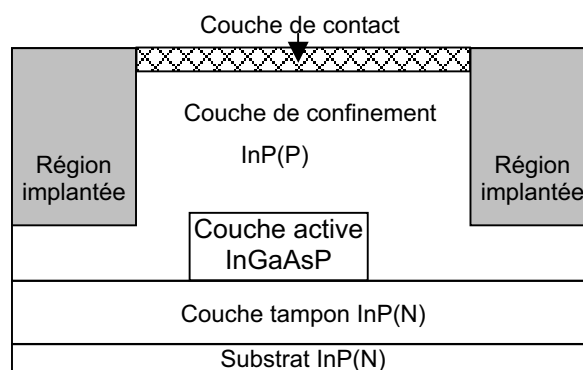 Couche de contact
Couche de confinement
InP(P)
Région
implantée
Région
implantée
Couche active
InGaAsP
Couche tampon InP(N)
Substrat InP(N)